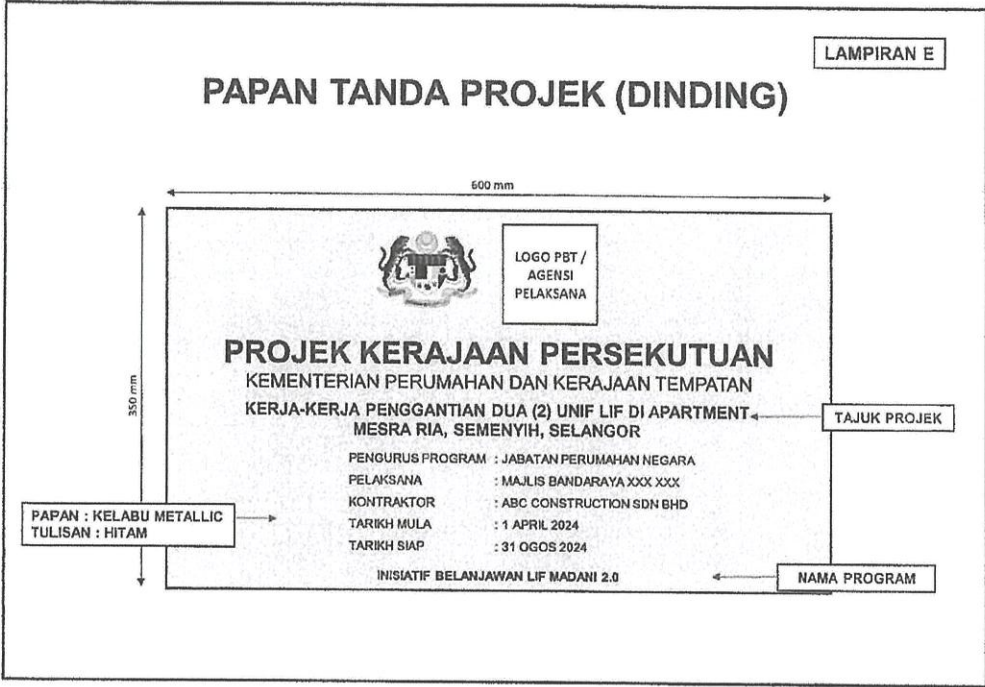 LAMPIRAN E
PAPAN TANDA PROJEK (DINDING)
600 mm
350 mm
LOGO PBT /
AGENSI
PELAKSANA
PROJEK KERAJAAN PERSEKUTUAN
KEMENTERIAN PERUMAHAN DAN KERAJAAN TEMPATAN
KERJA-KERJA PENGGANTIAN DUA (2) UNIF LIF DI APARTMENT
MESRA RIA, SEMENYIH, SELANGOR
TAJUK PROJEK
PENGURUS PROGRAM : JABATAN PERUMAHAN NEGARA
PELAKSANA : MAJLIS BANDARAYA XXX XXX
KONTRAKTOR : ABC CONSTRUCTION SDN BHD
TARIKH MULA : 1 APRIL 2024
TARIKH SIAP : 31 OGOS 2024
PAPAN : KELABU METALLIC
TULISAN : HITAM
INISIATIF BELANJAWAN LIF MADANI 2.0
NAMA PROGRAM